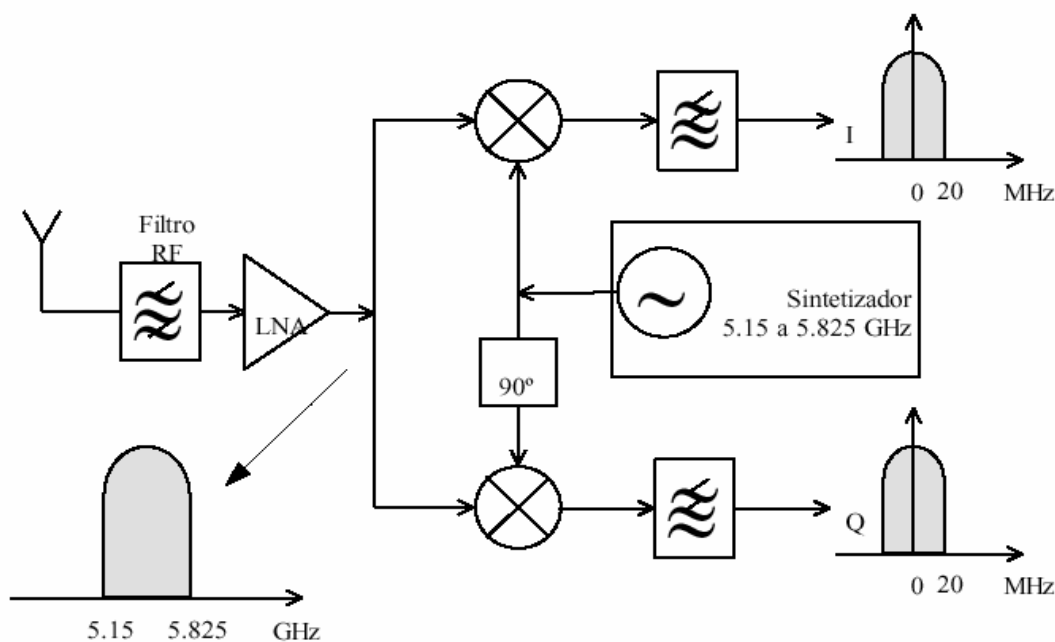 I
0 20 MHz
Filtro
RF
LNA
Sintetizador
5.15 a 5.825 GHz
90º
Q
0 20 MHz
5.15 5.825 GHz